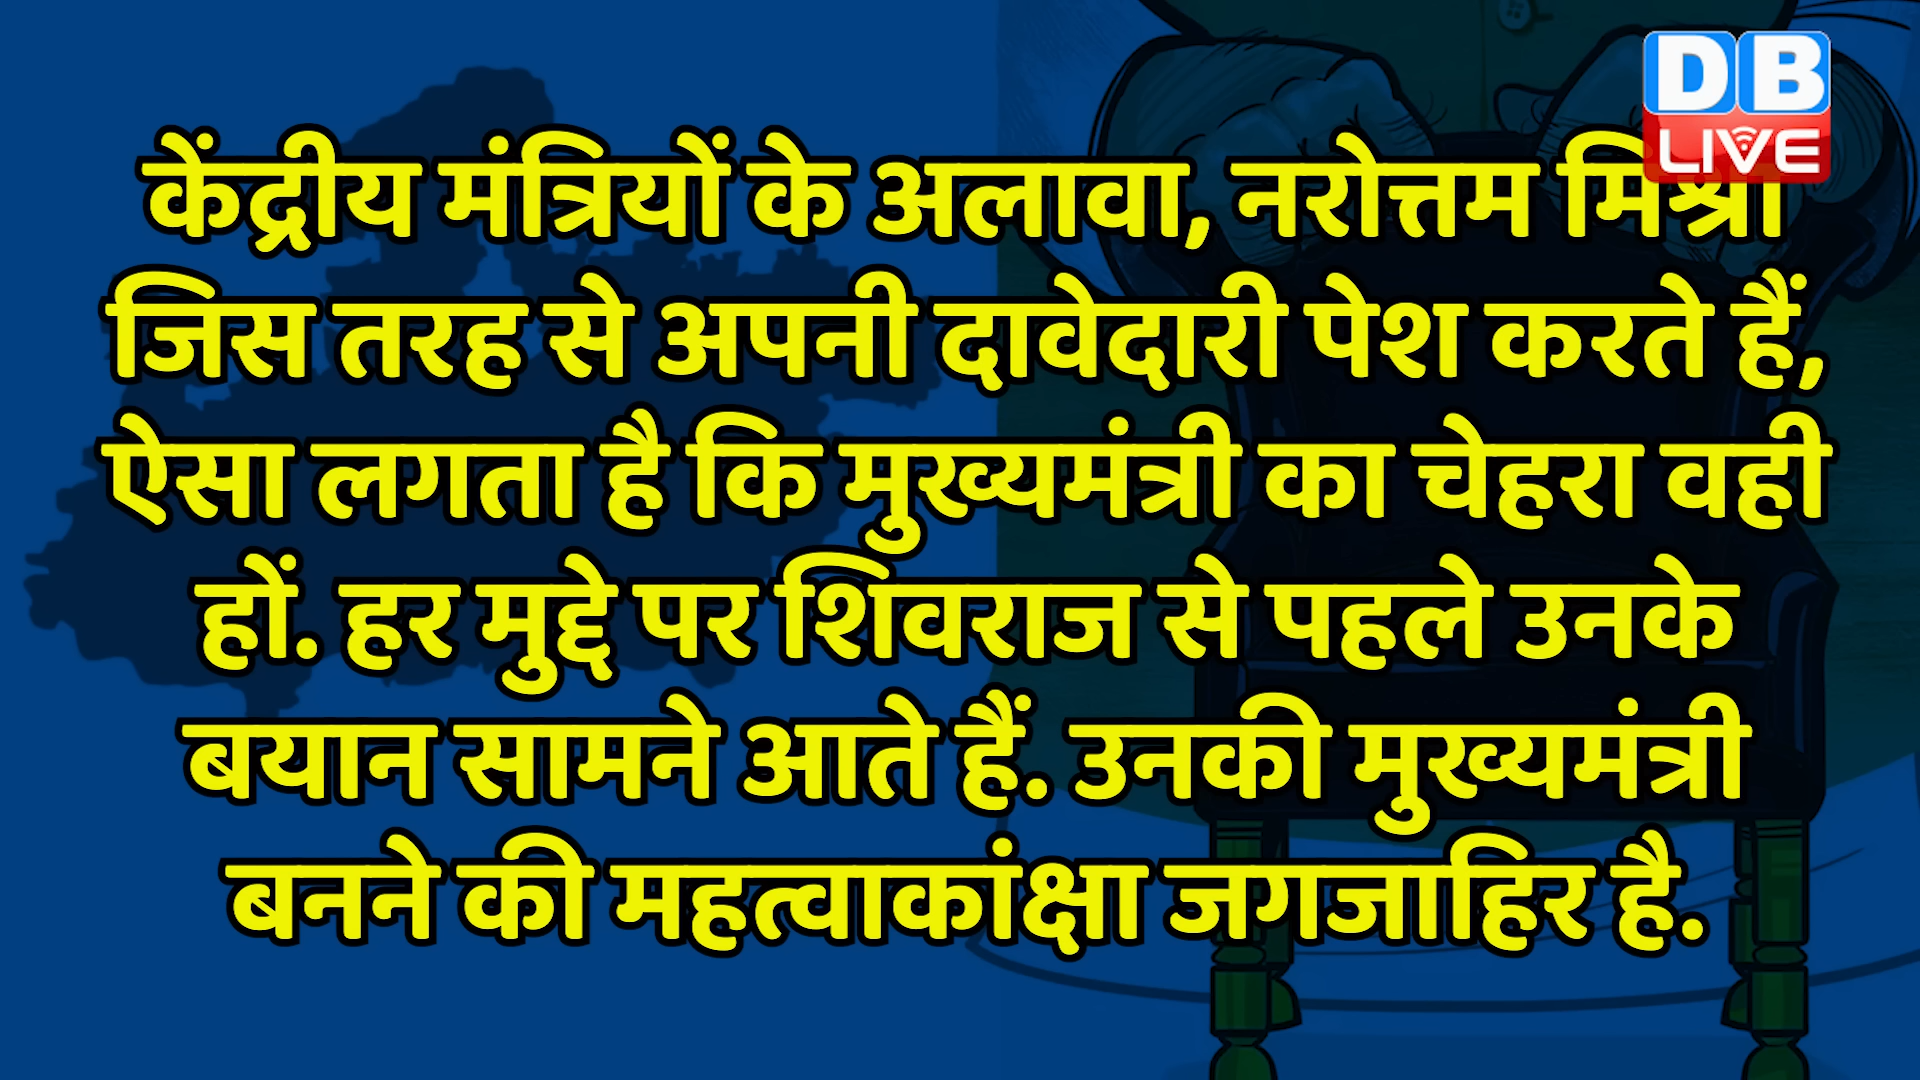 DB
LIVE
केंद्रीय मंत्रियों के अलावा, नरोत्तम मिश्रा
जिस तरह से अपनी दावेदारी पेश करते हैं,
ऐसा लगता है कि मुख्यमंत्री का चेहरा वही
हों. हर मुद्दे पर शिवराज से पहले उनके
बयान सामने आते हैं. उनकी मुख्यमंत्री
बनने की महत्वाकांक्षा जगजाहिर है.